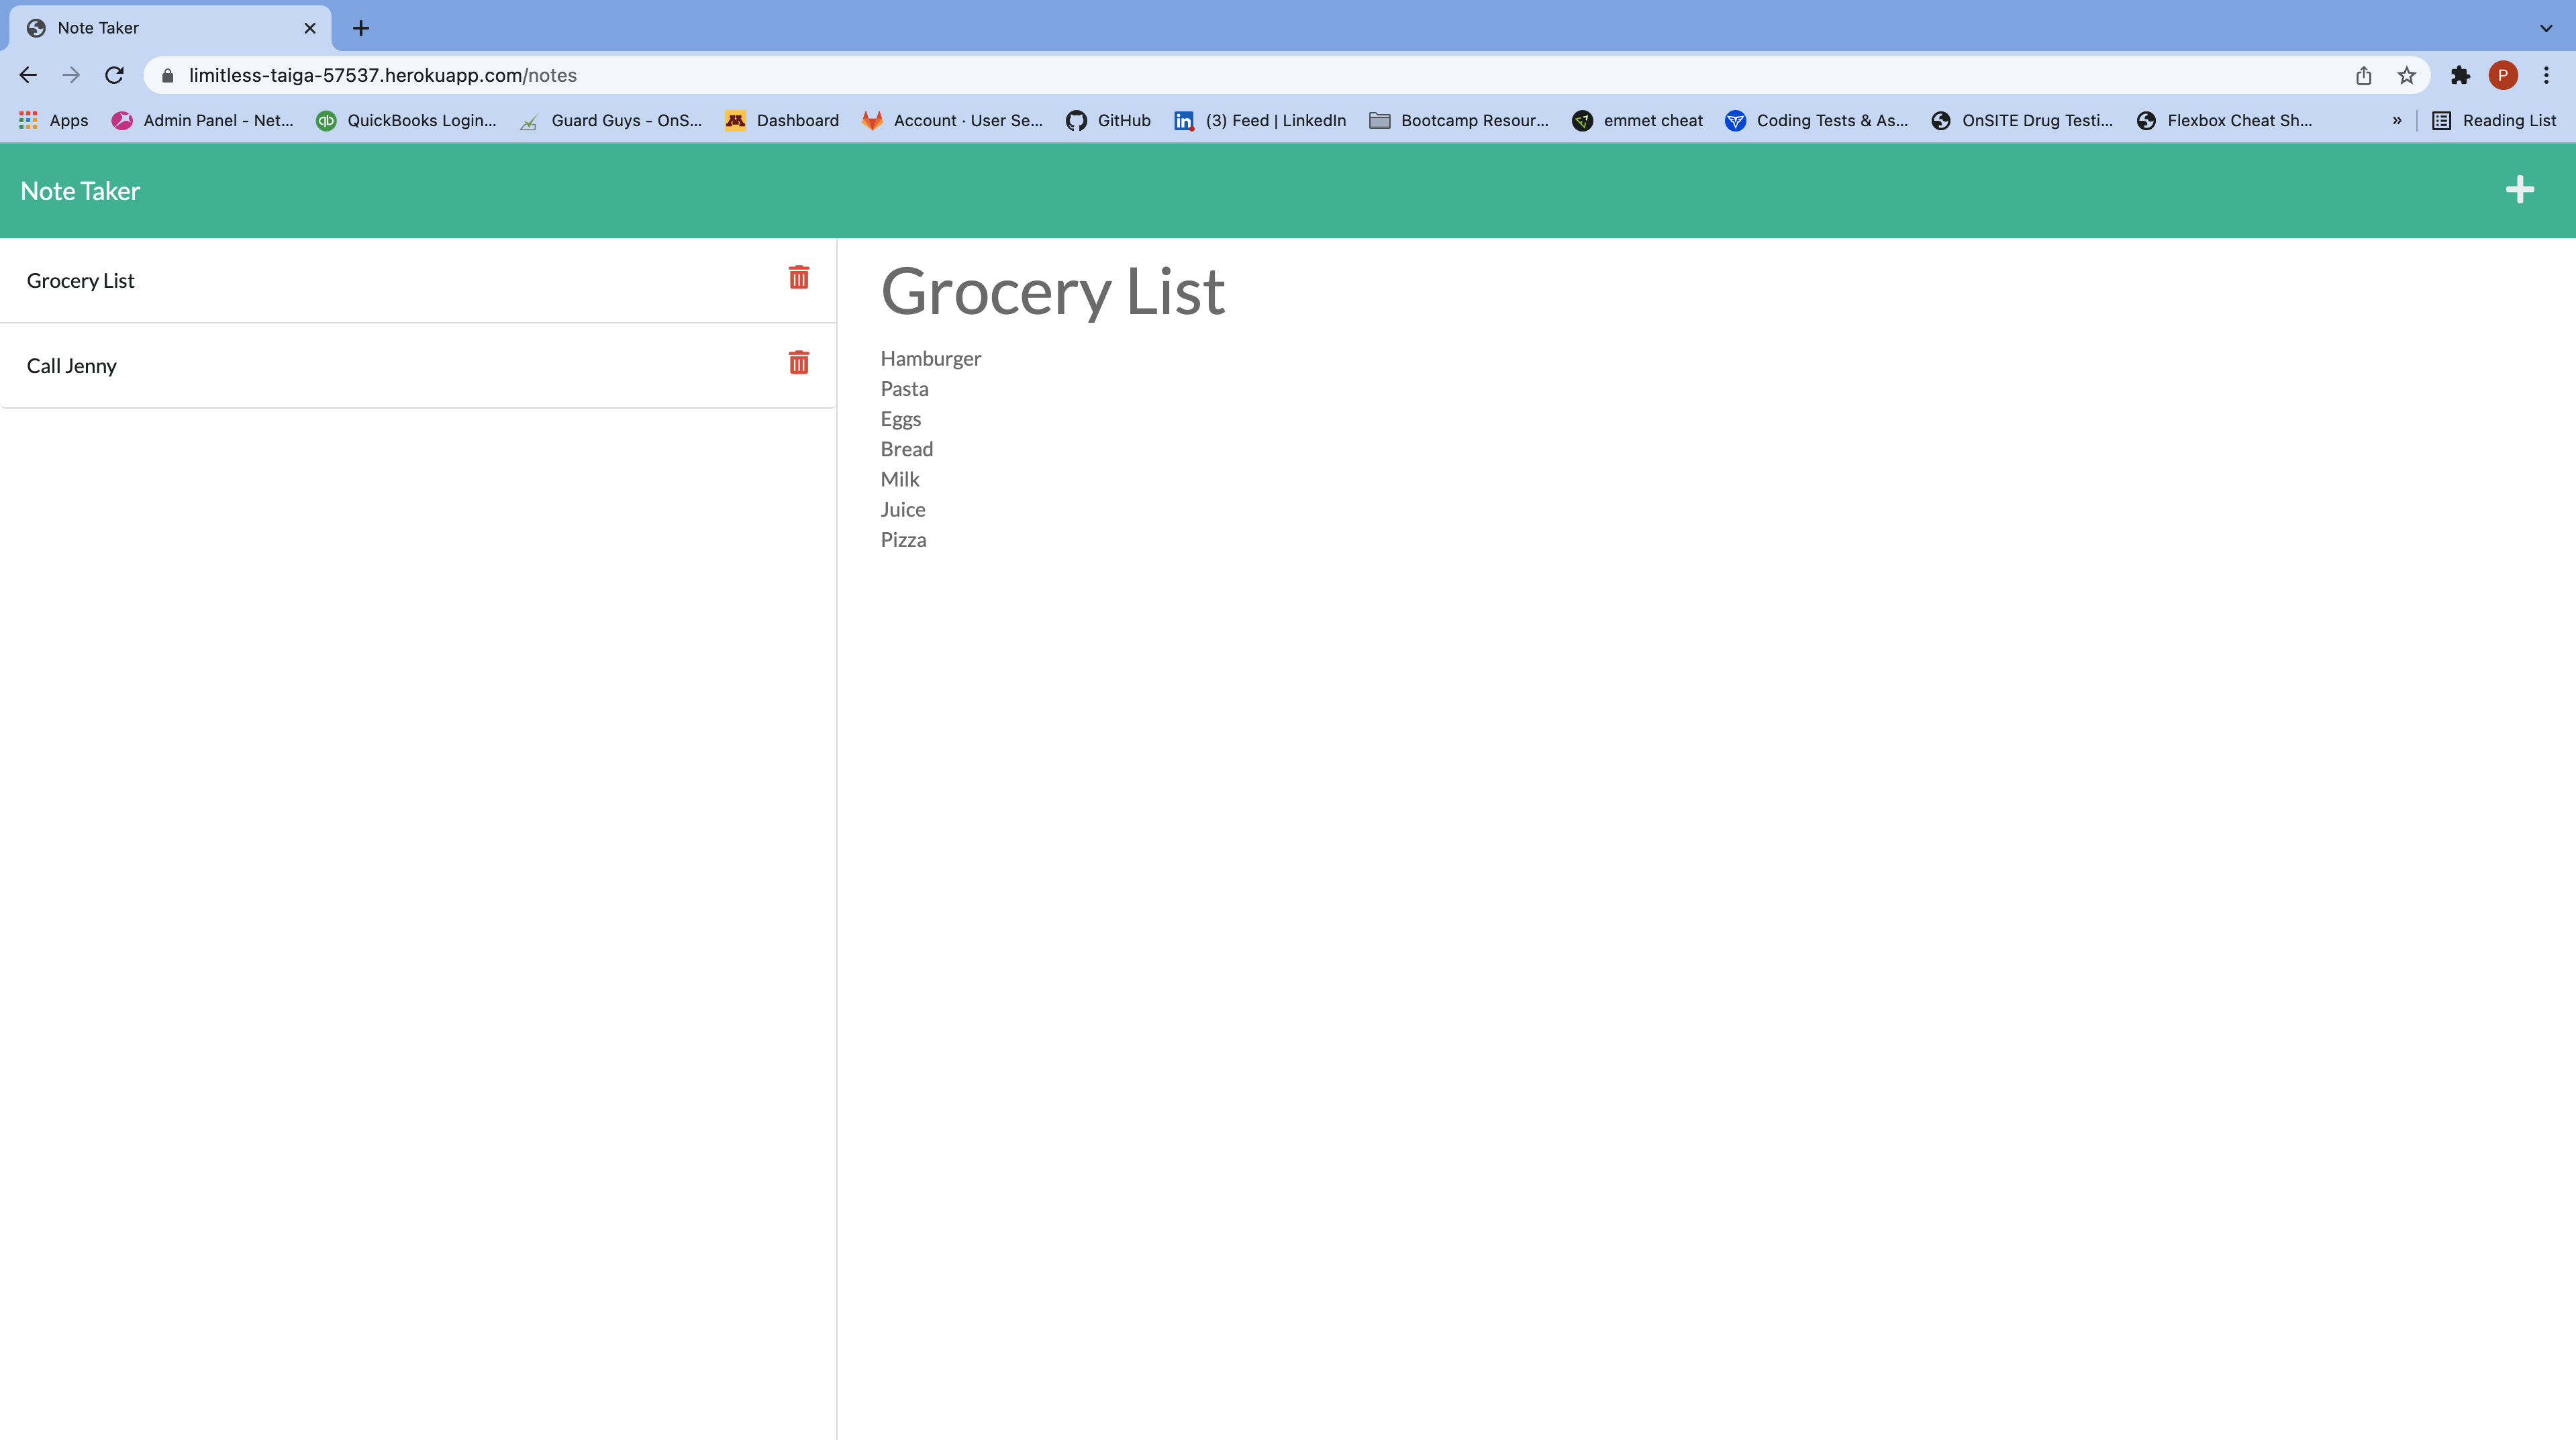 Note Taker
limitless-taiga-57537.herokuapp.com/notes
P
Apps Admin Panel - Net... QuickBooks Login... Guard Guys - OnS... Dashboard Account · User Se... GitHub (3) Feed | LinkedIn Bootcamp Resour... emmet cheat Coding Tests & As... OnSITE Drug Testi... Flexbox Cheat Sh... » Reading List
Note Taker
Grocery List
Call Jenny
Grocery List
Hamburger
Pasta
Eggs
Bread
Milk
Juice
Pizza